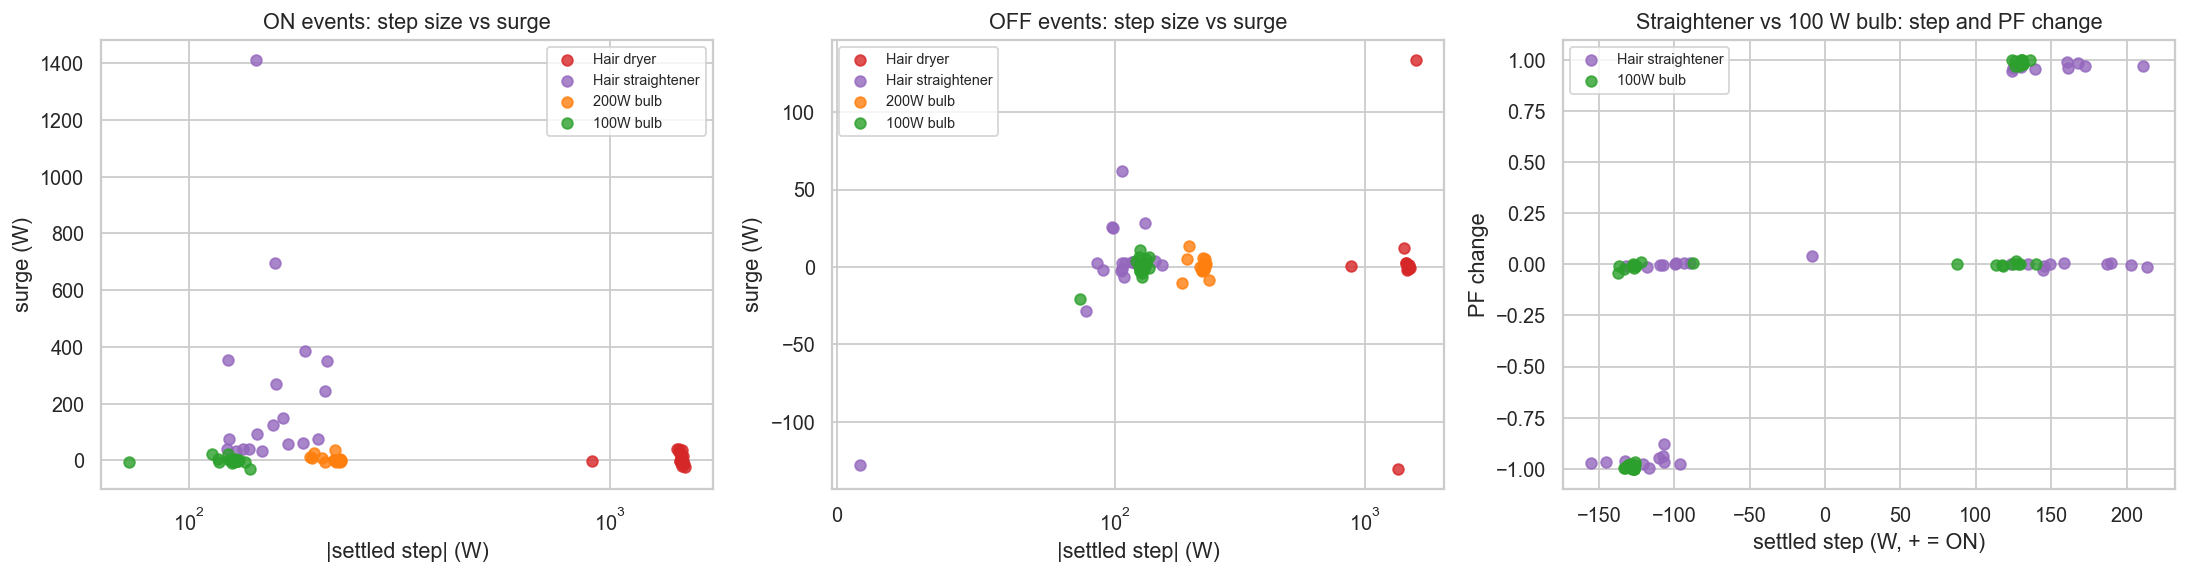 ON events: step size vs surge
1400
1200
1000
800
600
400
200
0
surge (W)
10²
10³
|settled step| (W)
Hair dryer
Hair straightener
200W bulb
100W bulb
OFF events: step size vs surge
100
50
0
−50
−100
surge (W)
0
10²
10³
|settled step| (W)
Hair dryer
Hair straightener
200W bulb
100W bulb
Straightener vs 100 W bulb: step and PF change
1.00
0.75
0.50
0.25
0.00
−0.25
−0.50
−0.75
−1.00
PF change
−150
−100
−50
0
50
100
150
200
settled step (W, + = ON)
Hair straightener
100W bulb